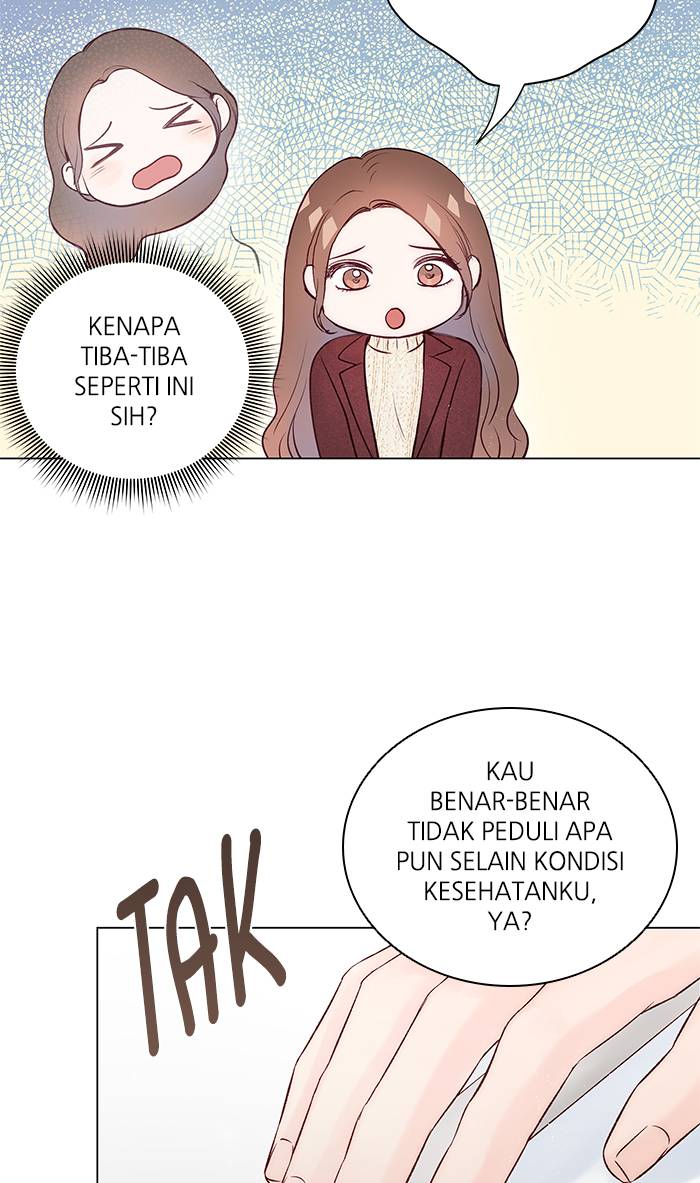 KENAPA
TIBA-TIBA
SEPERTI INI
SIH?
KAU
BENAR-BENAR
TIDAK PEDULI APA
PUN SELAIN KONDISI
KESEHATANKU,
YA?
TAK